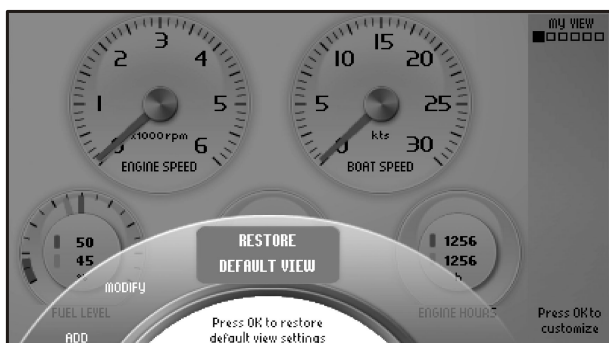 MY VIEW
1 2 3 4 5 6
x1000 rpm
ENGINE SPEED
0 5 10 15 20 25 30
kts
BOAT SPEED
50
45
FUEL LEVEL
1256
1256
h
ENGINE HOURS
RESTORE
DEFAULT VIEW
MODIFY
ADD
Press OK to restore
default view settings
Press OK to
customize